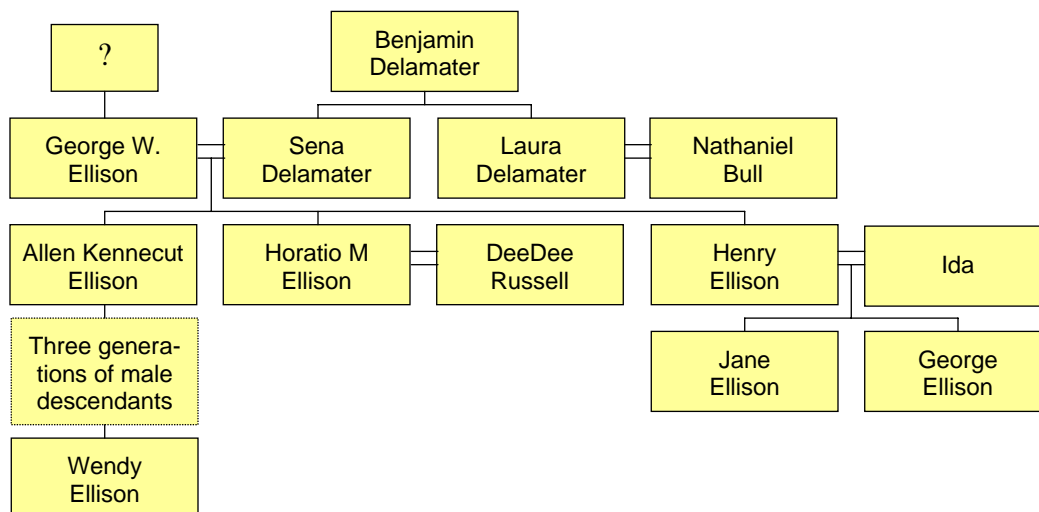 ?
Benjamin
Delamater
George W.
Ellison
Sena
Delamater
Laura
Delamater
Nathaniel
Bull
Allen Kennecut
Ellison
Horatio M
Ellison
DeeDee
Russell
Henry
Ellison
Ida
Three genera-
tions of male
descendants
Jane
Ellison
George
Ellison
Wendy
Ellison